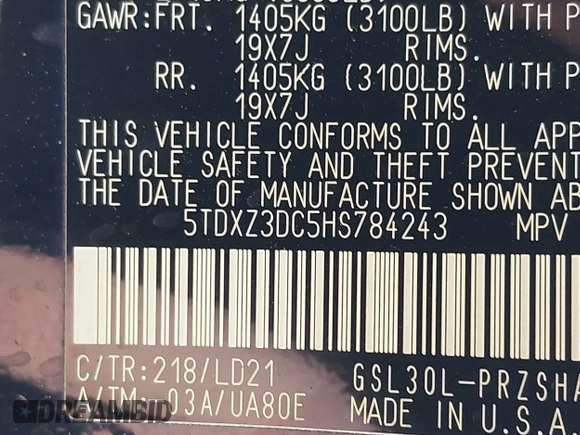 GAWR:FRT. 1405KG (3100LB) WITH P
19X7J RIMS.
RR. 1405KG (3100LB) WITH P
19X7J RIMS.
THIS VEHICLE CONFORMS TO ALL APP
VEHICLE SAFETY AND THEFT PREVENT
THE DATE OF MANUFACTURE SHOWN AB
5TDXZ3DC5HS784243 MPV
C/TR:218/LD21 GSL30L-PRZSHA
A/TM: 03A/UA80E MADE IN U.S.A.
DREAMBID